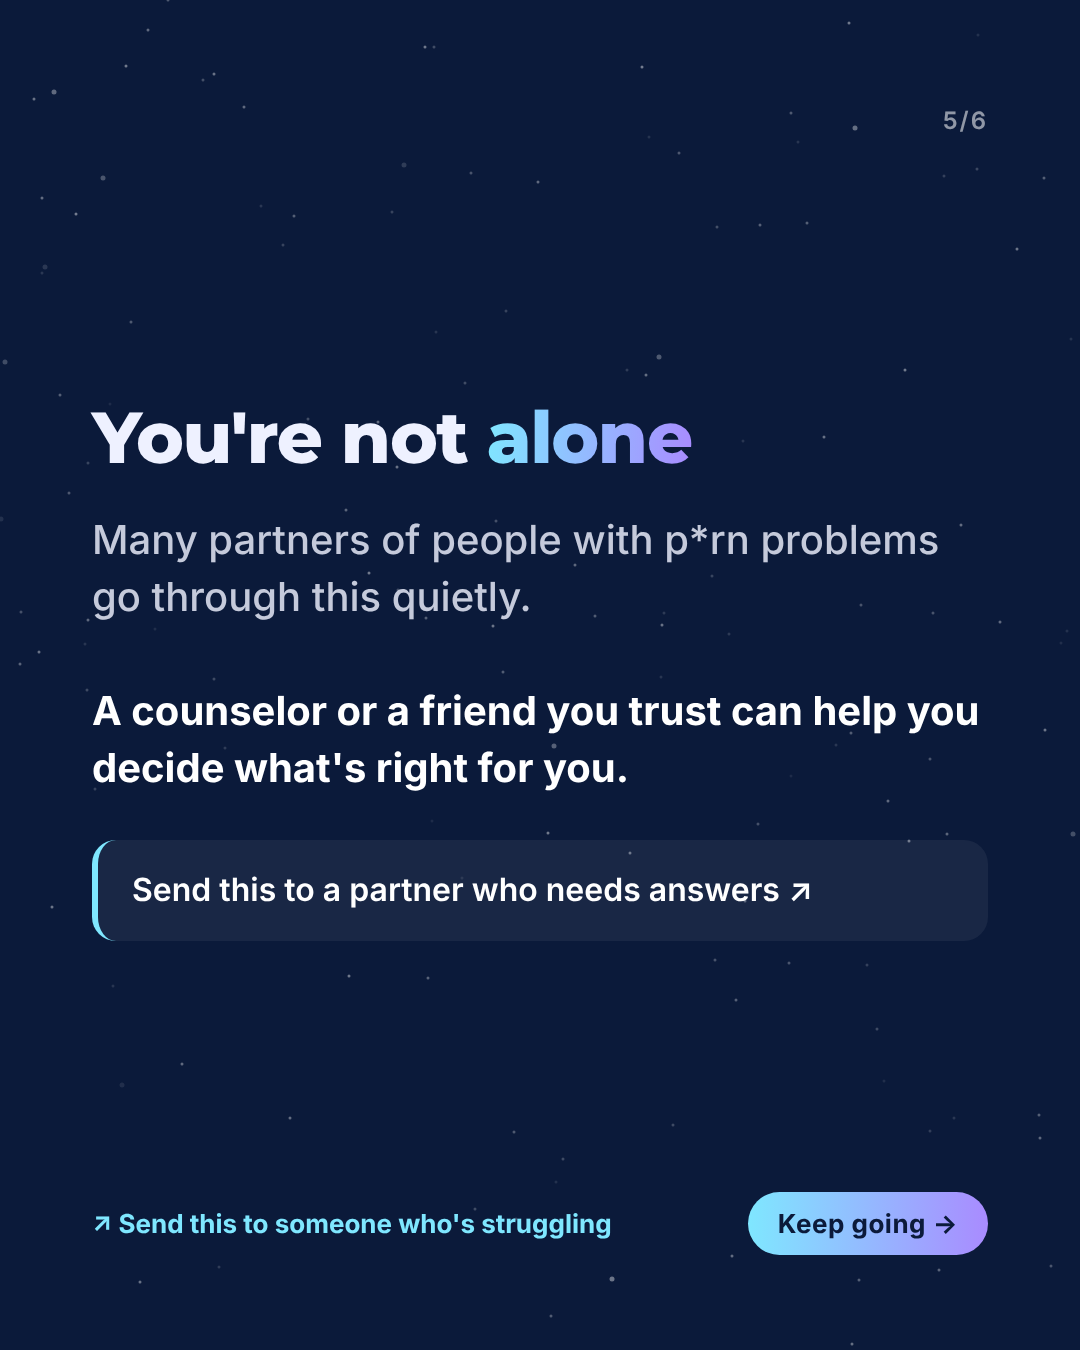 5/6
You're not alone
Many partners of people with p*rn problems
go through this quietly.
A counselor or a friend you trust can help you
decide what's right for you.
Send this to a partner who needs answers ↗
↗ Send this to someone who's struggling
Keep going →